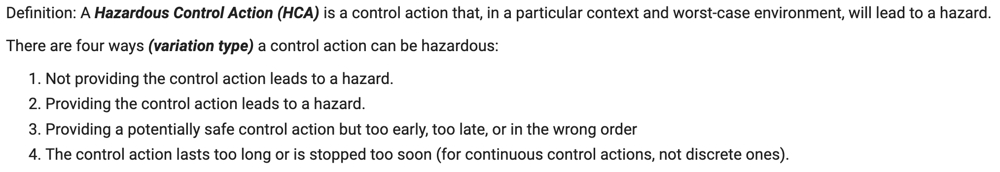 Definition: A Hazardous Control Action (HCA) is a control action that, in a particular context and worst-case environment, will lead to a hazard.
There are four ways (variation type) a control action can be hazardous:
1. Not providing the control action leads to a hazard.
2. Providing the control action leads to a hazard.
3. Providing a potentially safe control action but too early, too late, or in the wrong order
4. The control action lasts too long or is stopped too soon (for continuous control actions, not discrete ones).